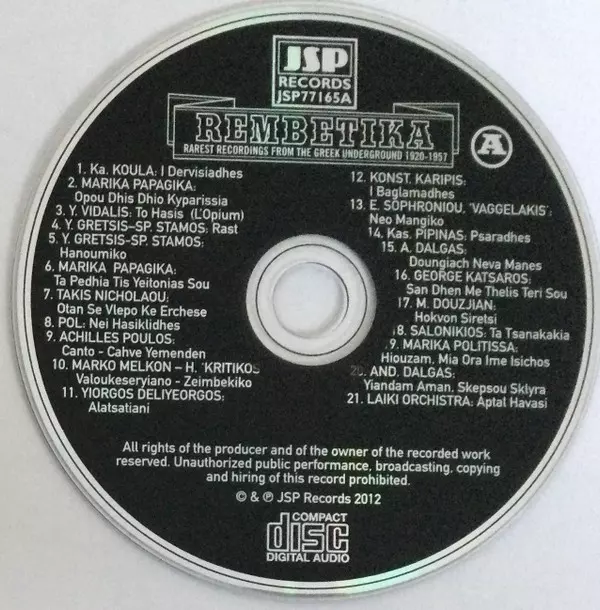 JSP
RECORDS
JSP77165A
REMBETIKA
RAREST RECORDINGS FROM THE GREEK UNDERGROUND 1920-1957
A
1. Ka. KOULA: I Dervisiadhes
2. MARIKA PAPAGIKA:
Opou Dhis Dhio Kyparissia
3. Y. VIDALIS: To Hasis (L'Opium)
4. Y. GRETSIS-SP. STAMOS: Rast
5. Y. GRETSIS-SP. STAMOS:
Hanoumiko
6. MARIKA PAPAGIKA:
Ta Pedhia Tis Yeitonias Sou
7. TAKIS NICHOLAOU:
Otan Se Vlepo Ke Erchese
8. POL: Nei Hasiklidhes
9. ACHILLES POULOS:
Canto - Cahve Yemenden
10. MARKO MELKON – H. 'KRITIKOS
Valoukeseryiano - Zeimbekiko
11. YIORGOS DELIYEORGOS:
Alatsatiani
12. KONST. KARIPIS:
I Baglamadhes
13. E. SOPHRONIOU, 'VAGGELAKIS':
Neo Mangiko
14. Kas. PIPINAS: Psaradhes
15. A. DALGAS:
Doungiach Neva Manes
16. GEORGE KATSAROS:
San Dhen Me Thelis Teri Sou
17. M. DOUZJIAN:
Hokvon Siretsi
8. SALONIKIOS: Ta Tsanakakia
9. MARIKA POLITISSA:
Hiouzam, Mia Ora Ime Isichos
20. AND. DALGAS:
Yiandam Aman, Skepsou Sklyra
21. LAIKI ORCHISTRA: Aptal Havasi
All rights of the producer and of the owner of the recorded work
reserved. Unauthorized public performance, broadcasting, copying
and hiring of this record prohibited.
© & ℗ JSP Records 2012
COMPACT
disc
DIGITAL AUDIO